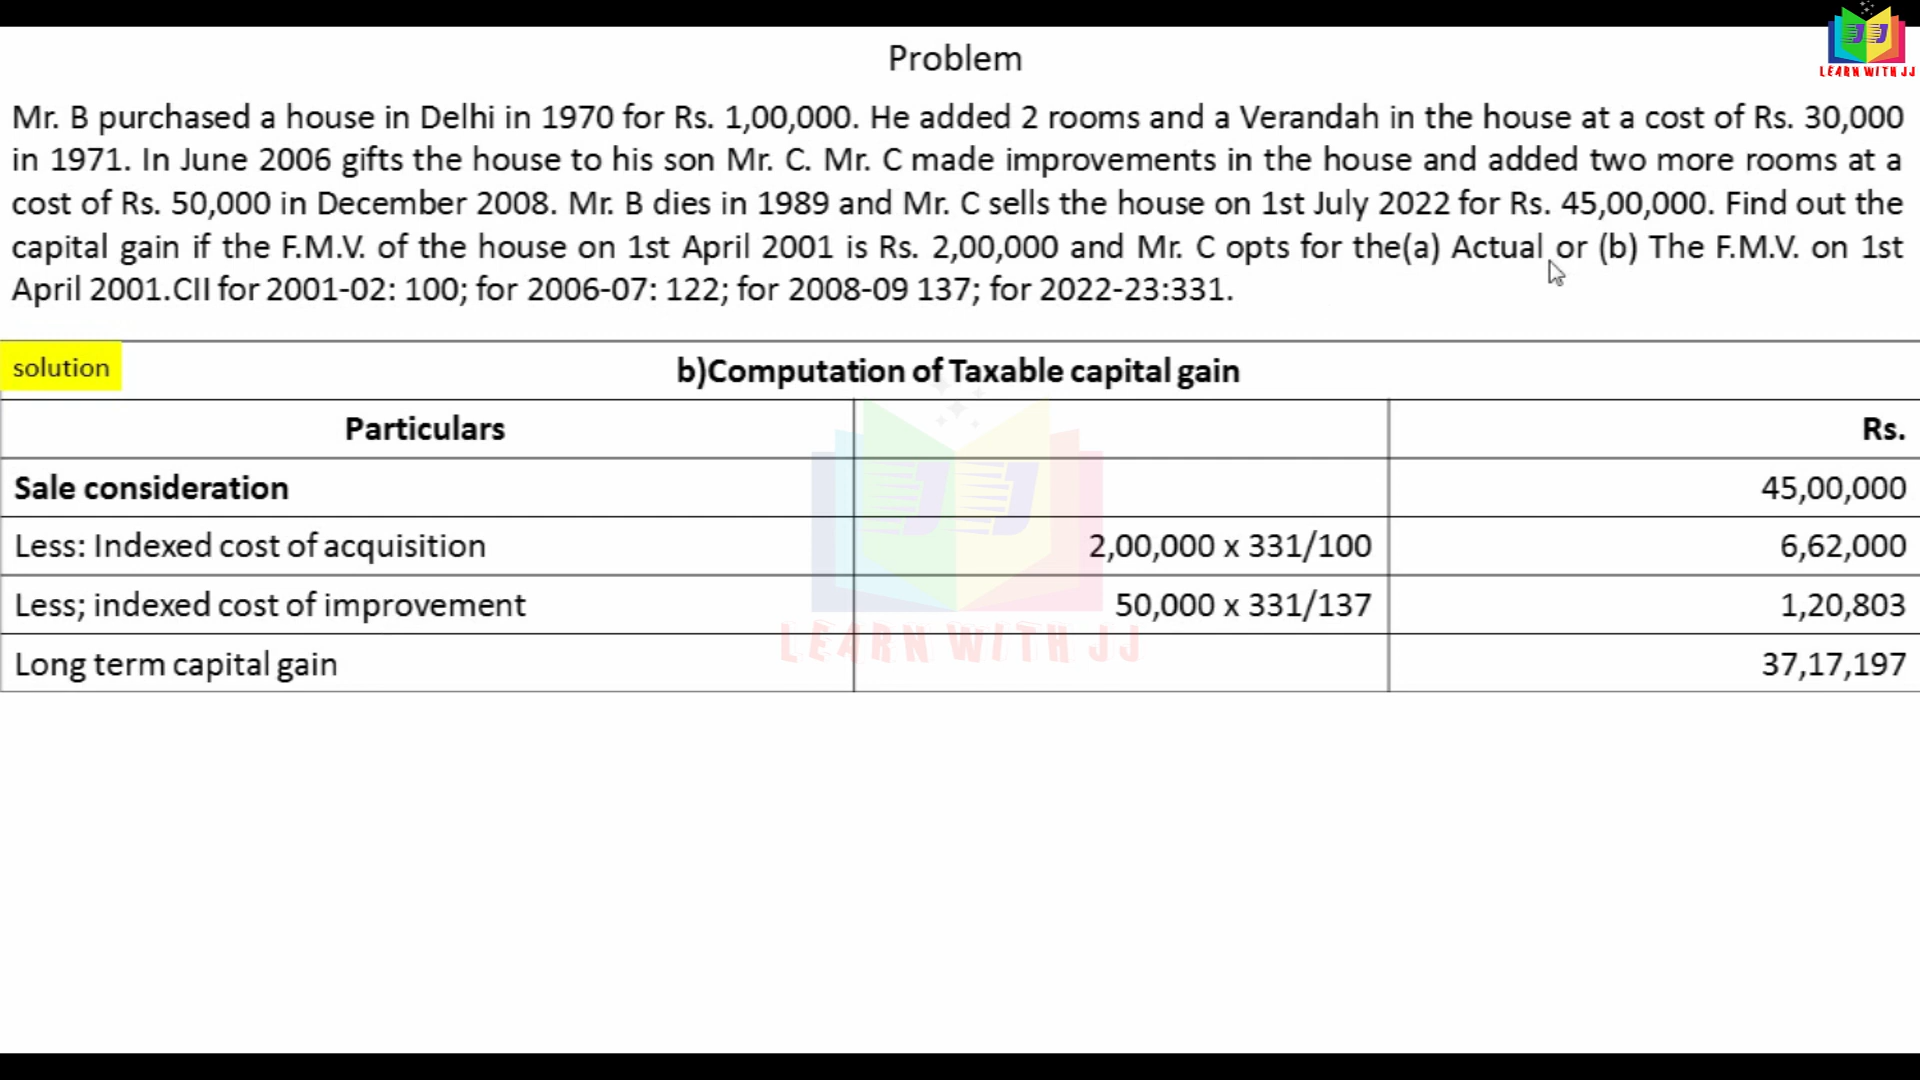 LEARN WITH JJ
Problem
Mr. B purchased a house in Delhi in 1970 for Rs. 1,00,000. He added 2 rooms and a Verandah in the house at a cost of Rs. 30,000
in 1971. In June 2006 gifts the house to his son Mr. C. Mr. C made improvements in the house and added two more rooms at a
cost of Rs. 50,000 in December 2008. Mr. B dies in 1989 and Mr. C sells the house on 1st July 2022 for Rs. 45,00,000. Find out the
capital gain if the F.M.V. of the house on 1st April 2001 is Rs. 2,00,000 and Mr. C opts for the(a) Actual or (b) The F.M.V. on 1st
April 2001.CII for 2001-02: 100; for 2006-07: 122; for 2008-09 137; for 2022-23:331.
solution
b)Computation of Taxable capital gain
Particulars Rs.
Sale consideration 45,00,000
Less: Indexed cost of acquisition 2,00,000 x 331/100 6,62,000
Less; indexed cost of improvement 50,000 x 331/137 1,20,803
LEARN WITH JJ
Long term capital gain 37,17,197